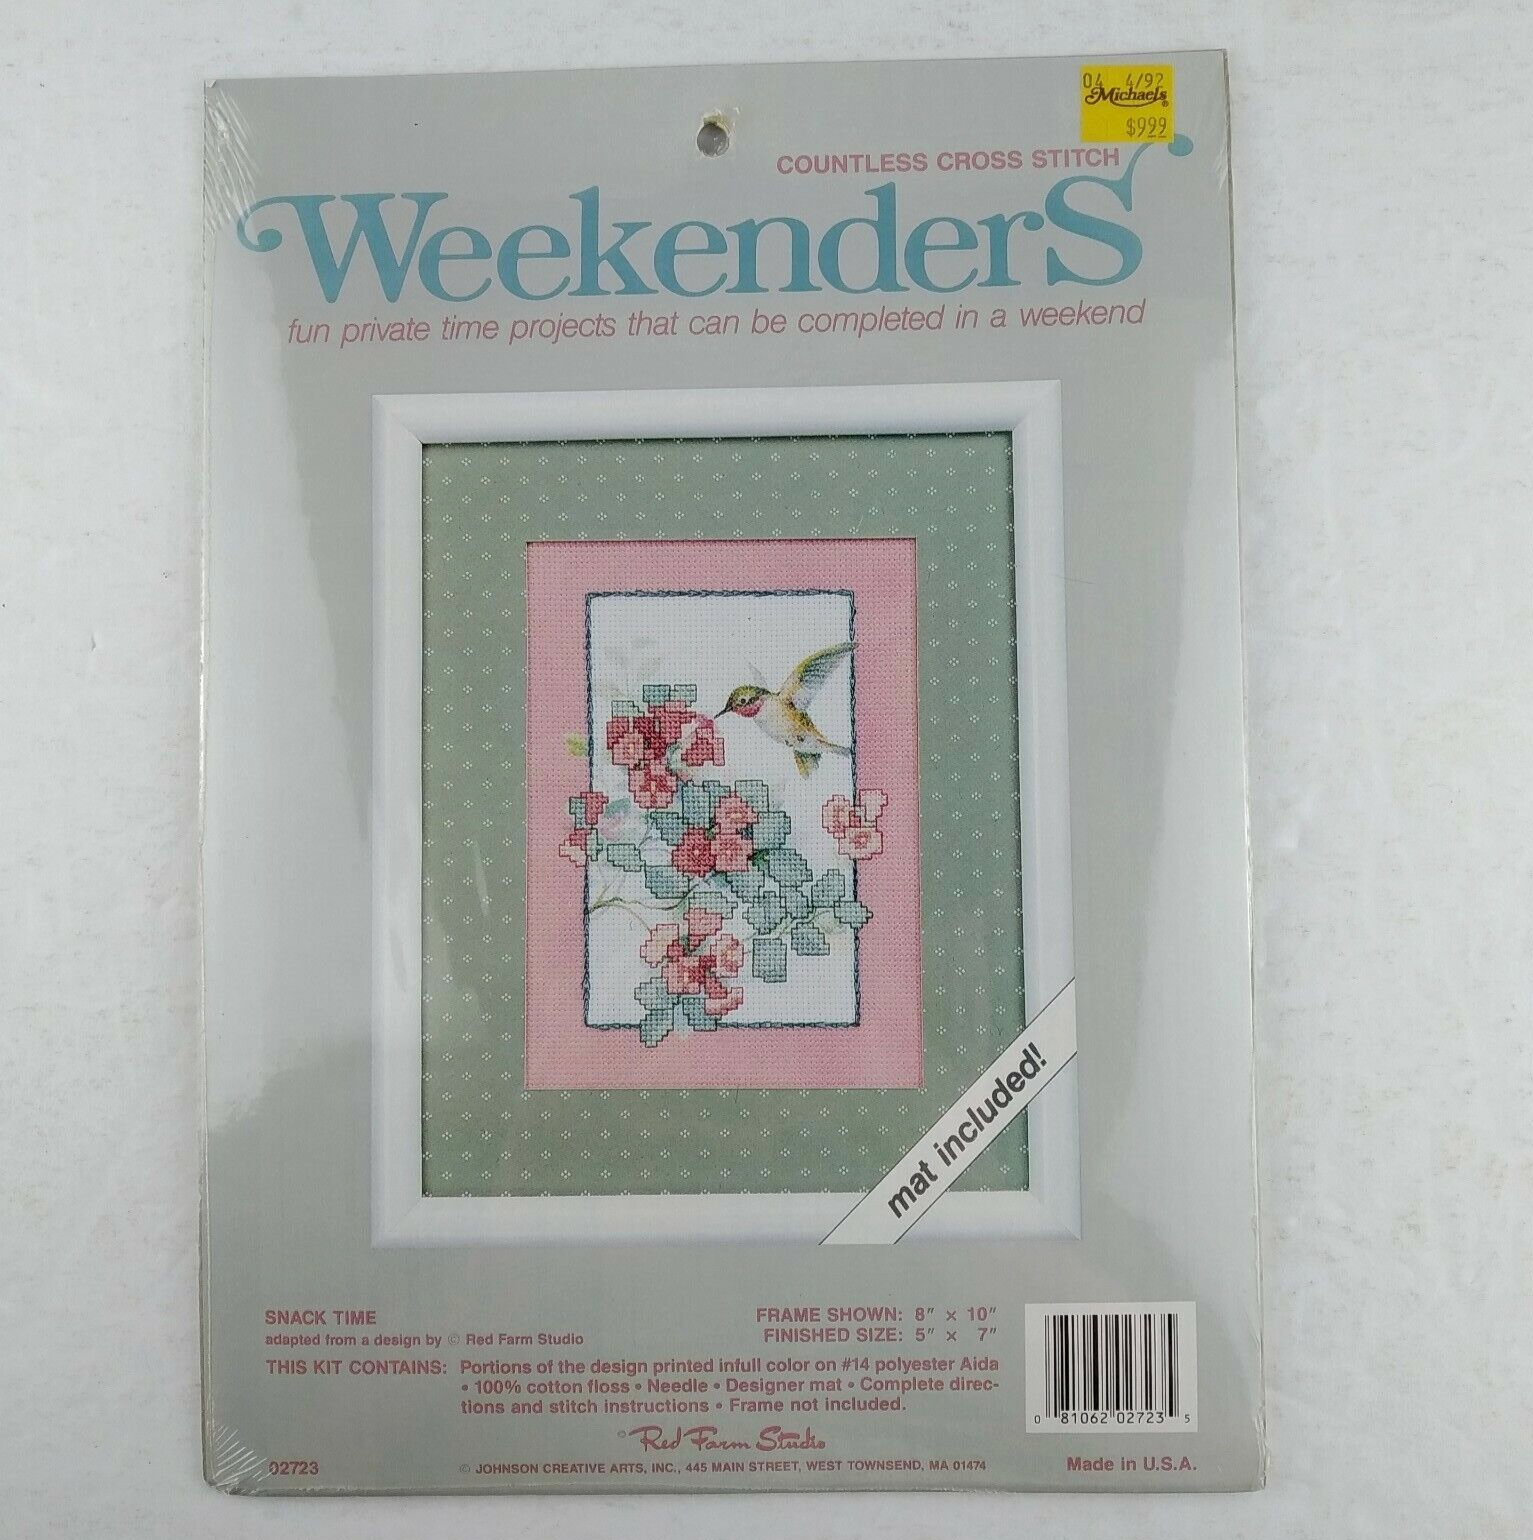 04 4/92
Michaels
$9.99
COUNTLESS CROSS STITCH
WeekenderS
fun private time projects that can be completed in a weekend
mat included!
SNACK TIME
adapted from a design by © Red Farm Studio
FRAME SHOWN: 8" x 10"
FINISHED SIZE: 5" x 7"
THIS KIT CONTAINS: Portions of the design printed infull color on #14 polyester Aida
• 100% cotton floss • Needle • Designer mat • Complete direc-
tions and stitch instructions • Frame not included.
© Red Farm Studio
02723
© JOHNSON CREATIVE ARTS, INC., 445 MAIN STREET, WEST TOWNSEND, MA 01474
Made in U.S.A.
0 81062 02723 5